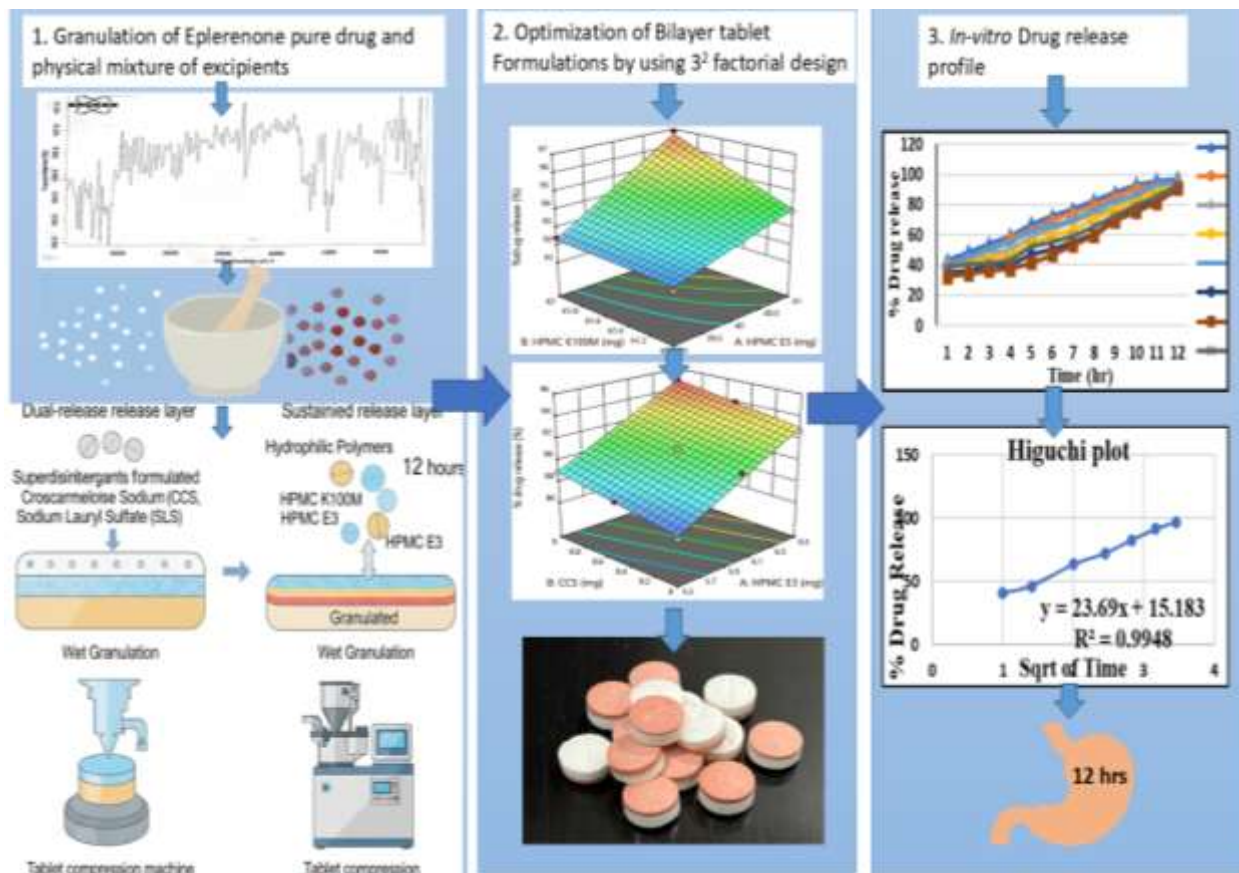 1. Granulation of Eplerenone pure drug and
physical mixture of excipients
Dual-release release layer
Superdisintergants formulated
Croscarmeloise Sodium (CCS,
Sodium Lauryl Sulfate (SLS)
Wet Granulation
Tablet compression machine
Sustained release layer
Hydrophilic Polymers
12 hours
HPMC K100M
HPMC E3
HPMC E3
Granulated
Wet Granulation
Tablet compression
2. Optimization of Bilayer tablet
Formulations by using 3² factorial design
B: HPMC K100M (mg)
A: HPMC E5 (mg)
% drug release (%)
B: CCS (mg)
A: HPMC E3 (mg)
3. In-vitro Drug release
profile
% Drug release
120
100
80
60
40
20
0
1 2 3 4 5 6 7 8 9 10 11 12
Time (hr)
Higuchi plot
% Drug Release
150
100
50
0
y = 23.69x + 15.183
R² = 0.9948
0 1 3 4
Sqrt of Time
12 hrs